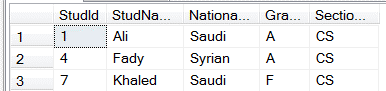 StudId StudNa... Nationa... Gra... Sectio...
1 1 Ali Saudi A CS
2 4 Fady Syrian A CS
3 7 Khaled Saudi F CS